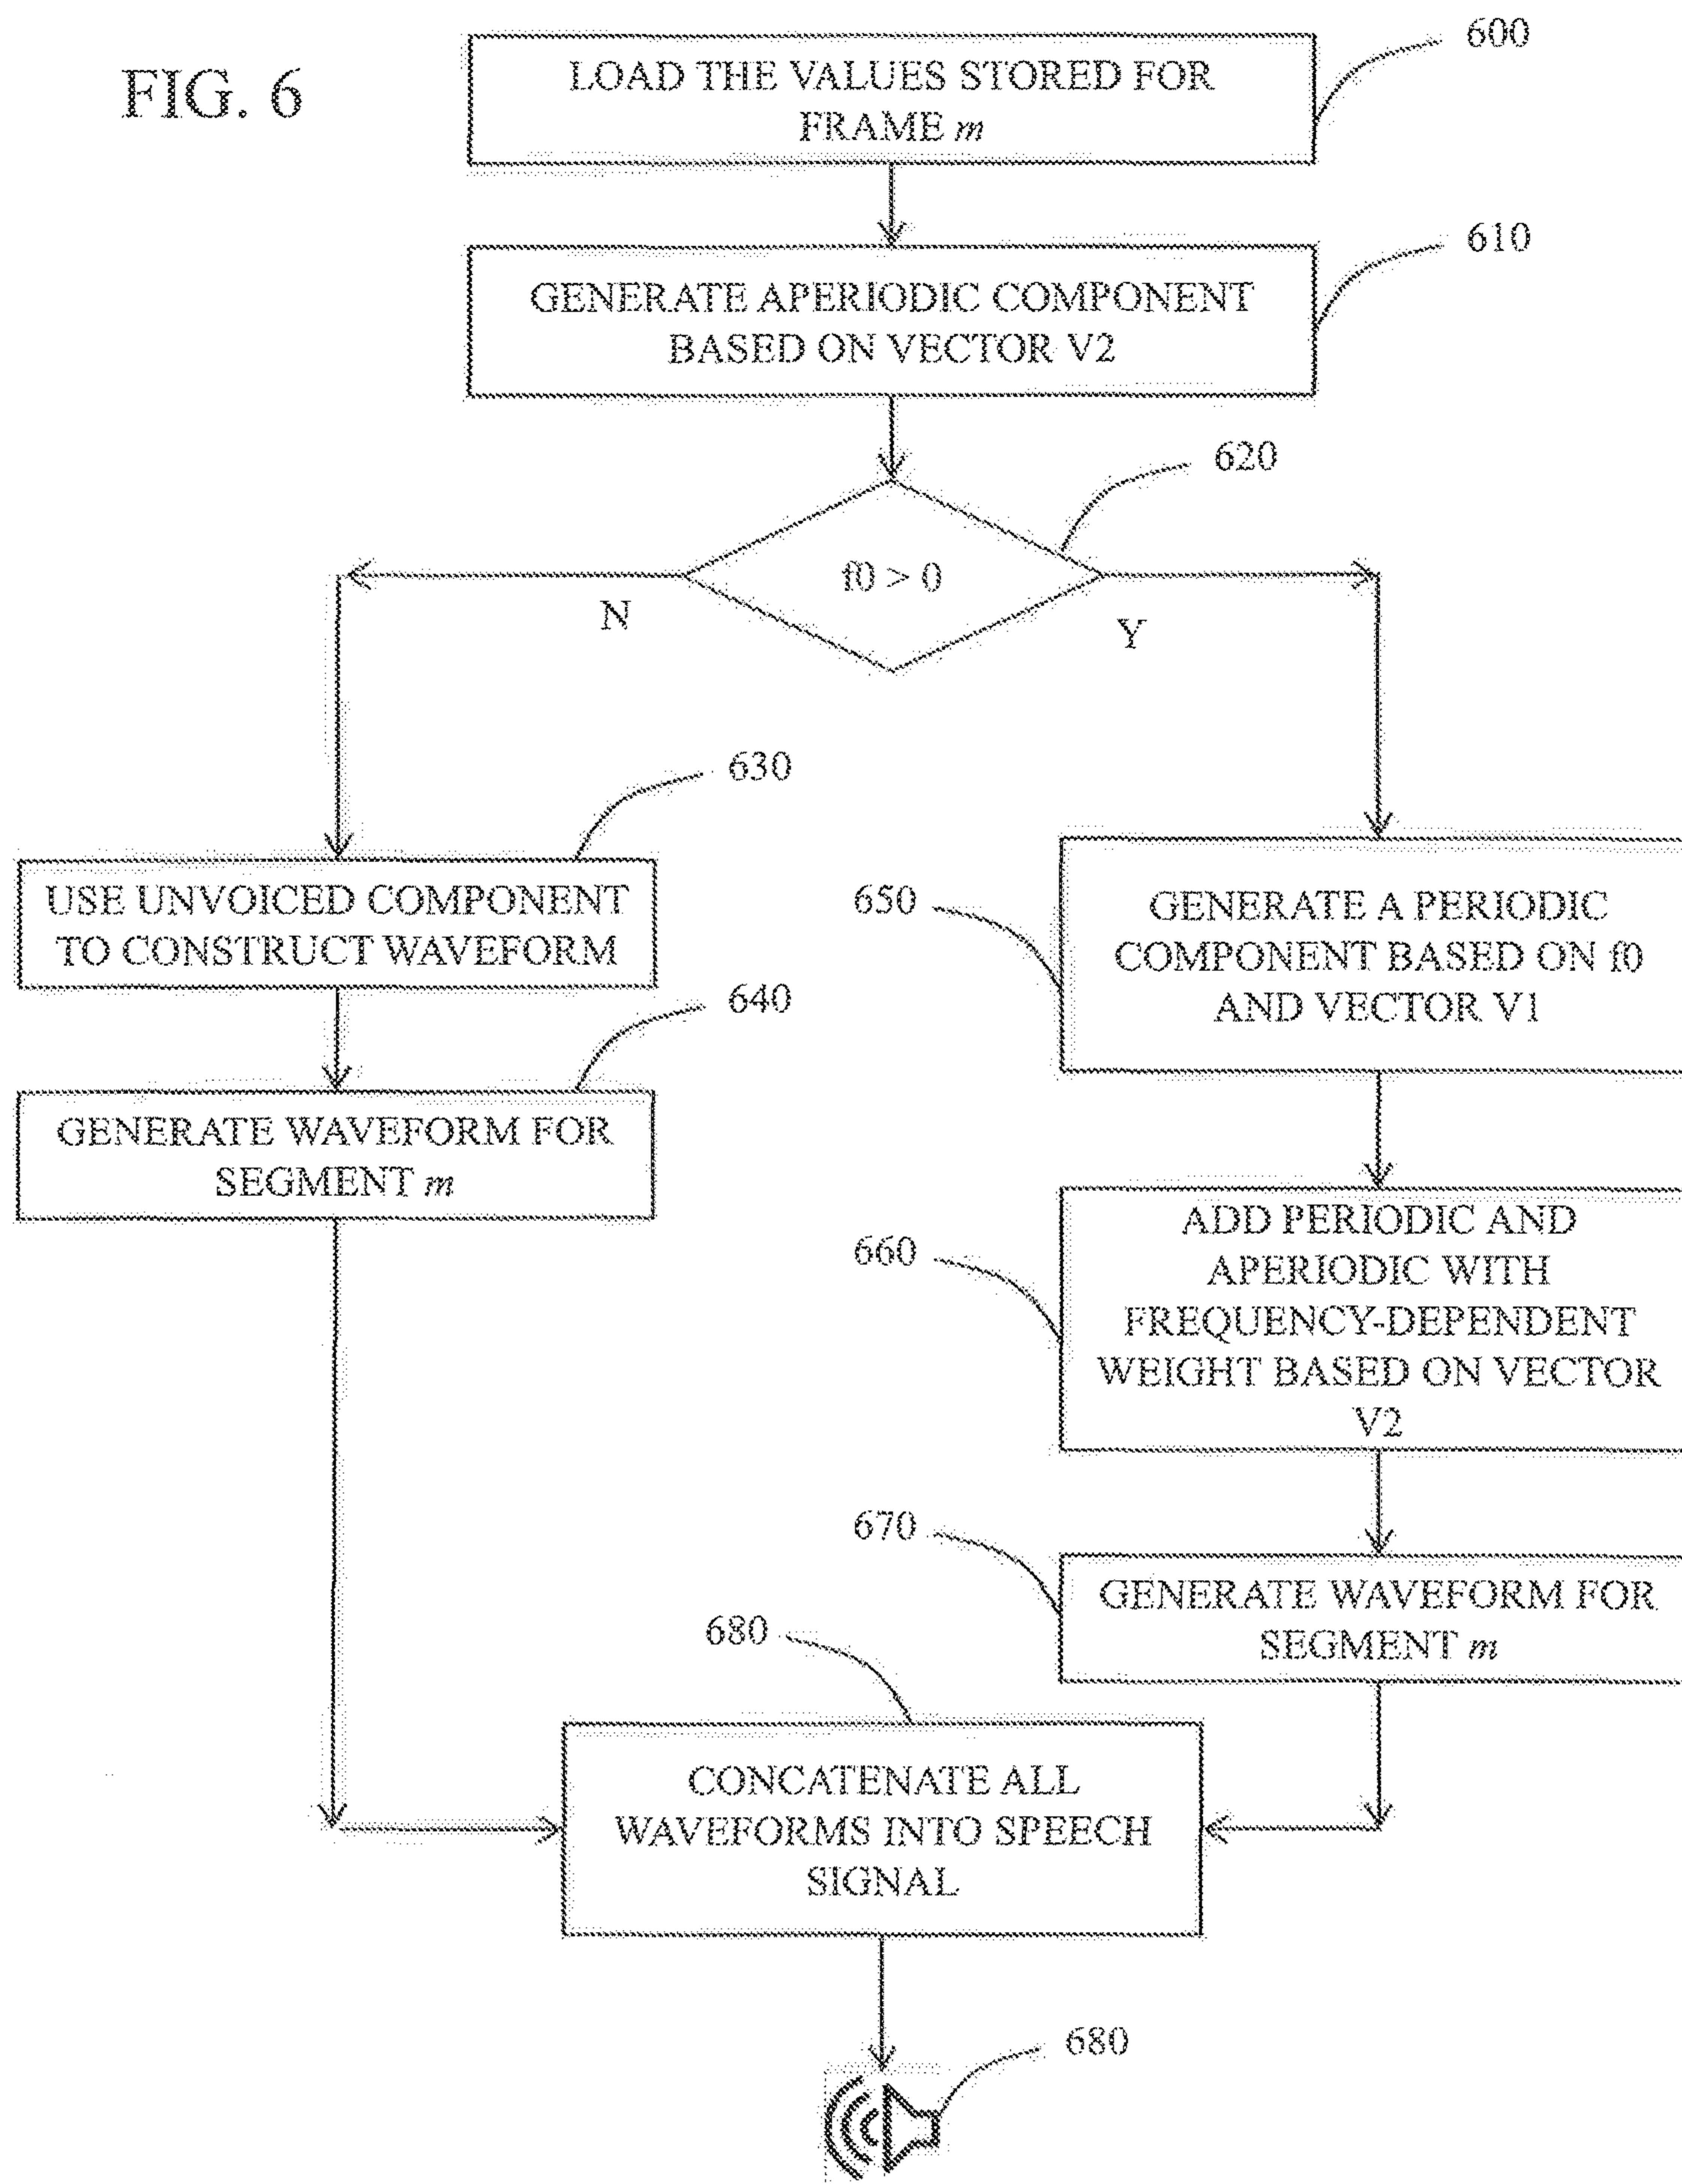 FIG. 6
600
LOAD THE VALUES STORED FOR
FRAME m
610
GENERATE APERIODIC COMPONENT
BASED ON VECTOR V2
620
f0 > 0
N
Y
630
USE UNVOICED COMPONENT
TO CONSTRUCT WAVEFORM
640
GENERATE WAVEFORM FOR
SEGMENT m
650
GENERATE A PERIODIC
COMPONENT BASED ON f0
AND VECTOR V1
660
ADD PERIODIC AND
APERIODIC WITH
FREQUENCY-DEPENDENT
WEIGHT BASED ON VECTOR
V2
670
GENERATE WAVEFORM FOR
SEGMENT m
680
CONCATENATE ALL
WAVEFORMS INTO SPEECH
SIGNAL
680